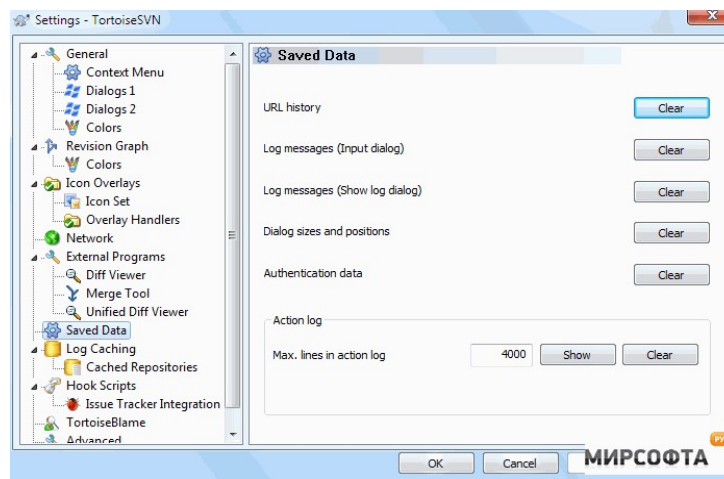 Settings - TortoiseSVN
General
Context Menu
Dialogs 1
Dialogs 2
Colors
Revision Graph
Colors
Icon Overlays
Icon Set
Overlay Handlers
Network
External Programs
Diff Viewer
Merge Tool
Unified Diff Viewer
Saved Data
Log Caching
Cached Repositories
Hook Scripts
Issue Tracker Integration
TortoiseBlame
Advanced
Saved Data
URL history Clear
Log messages (Input dialog) Clear
Log messages (Show log dialog) Clear
Dialog sizes and positions Clear
Authentication data Clear
Action log
Max. lines in action log 4000 Show Clear
OK Cancel
МИРСОФТА